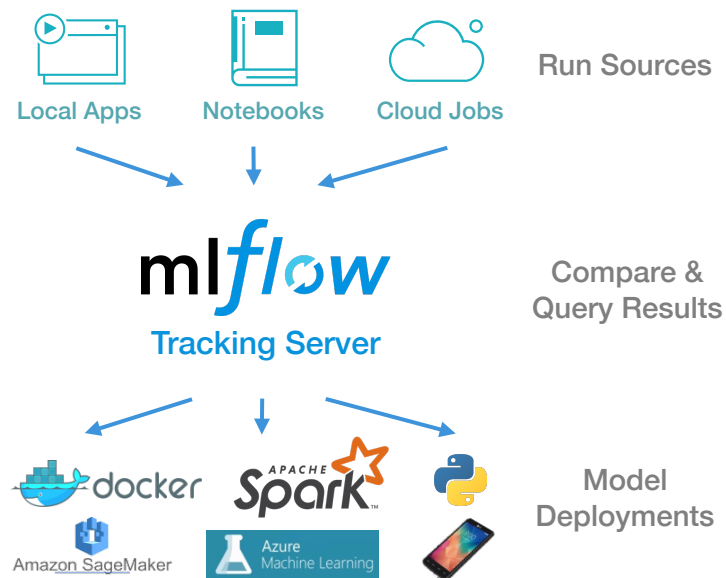 Local Apps
Notebooks
Cloud Jobs
Run Sources
mlflow
Tracking Server
Compare &
Query Results
docker
APACHE
Spark™
Model
Deployments
Amazon SageMaker
Azure
Machine Learning